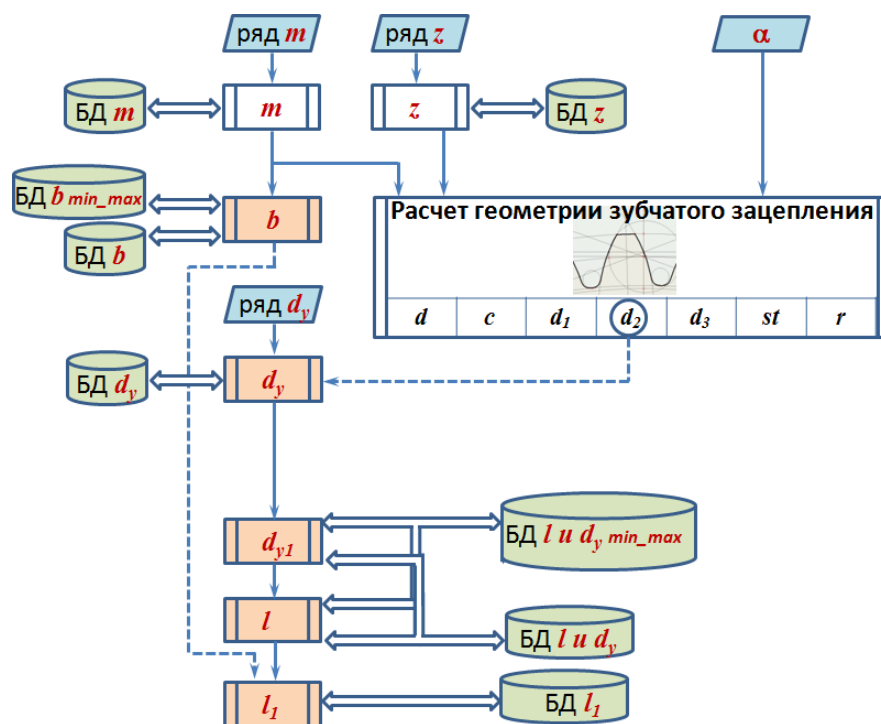 ряд m
ряд z
α
БД m
m
z
БД z
БД b min_max
b
БД b
Расчет геометрии зубчатого зацепления
d
c
d₁
d₂
d₃
st
r
ряд dy
БД dy
dy
dy1
БД l и dy min_max
l
БД l и dy
l₁
БД l₁